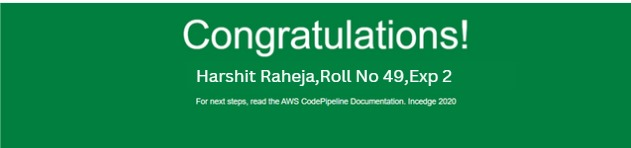 Congratulations!
Harshit Raheja,Roll No 49,Exp 2
For next steps, read the AWS CodePipeline Documentation. Incedge 2020